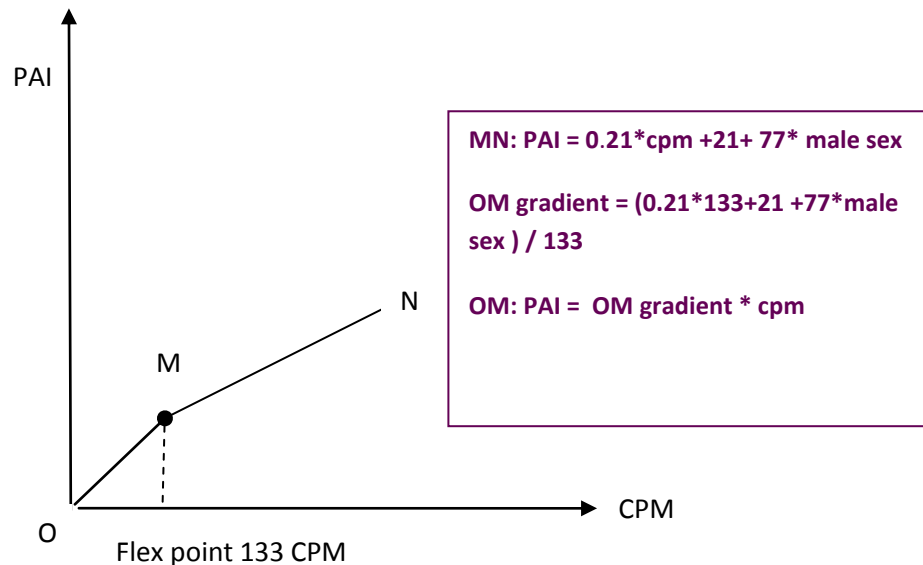 PAI
MN: PAI = 0.21*cpm +21+ 77* male sex
OM gradient = (0.21*133+21 +77*male
sex ) / 133
OM: PAI =  OM gradient * cpm
N
M
O
CPM
Flex point 133 CPM